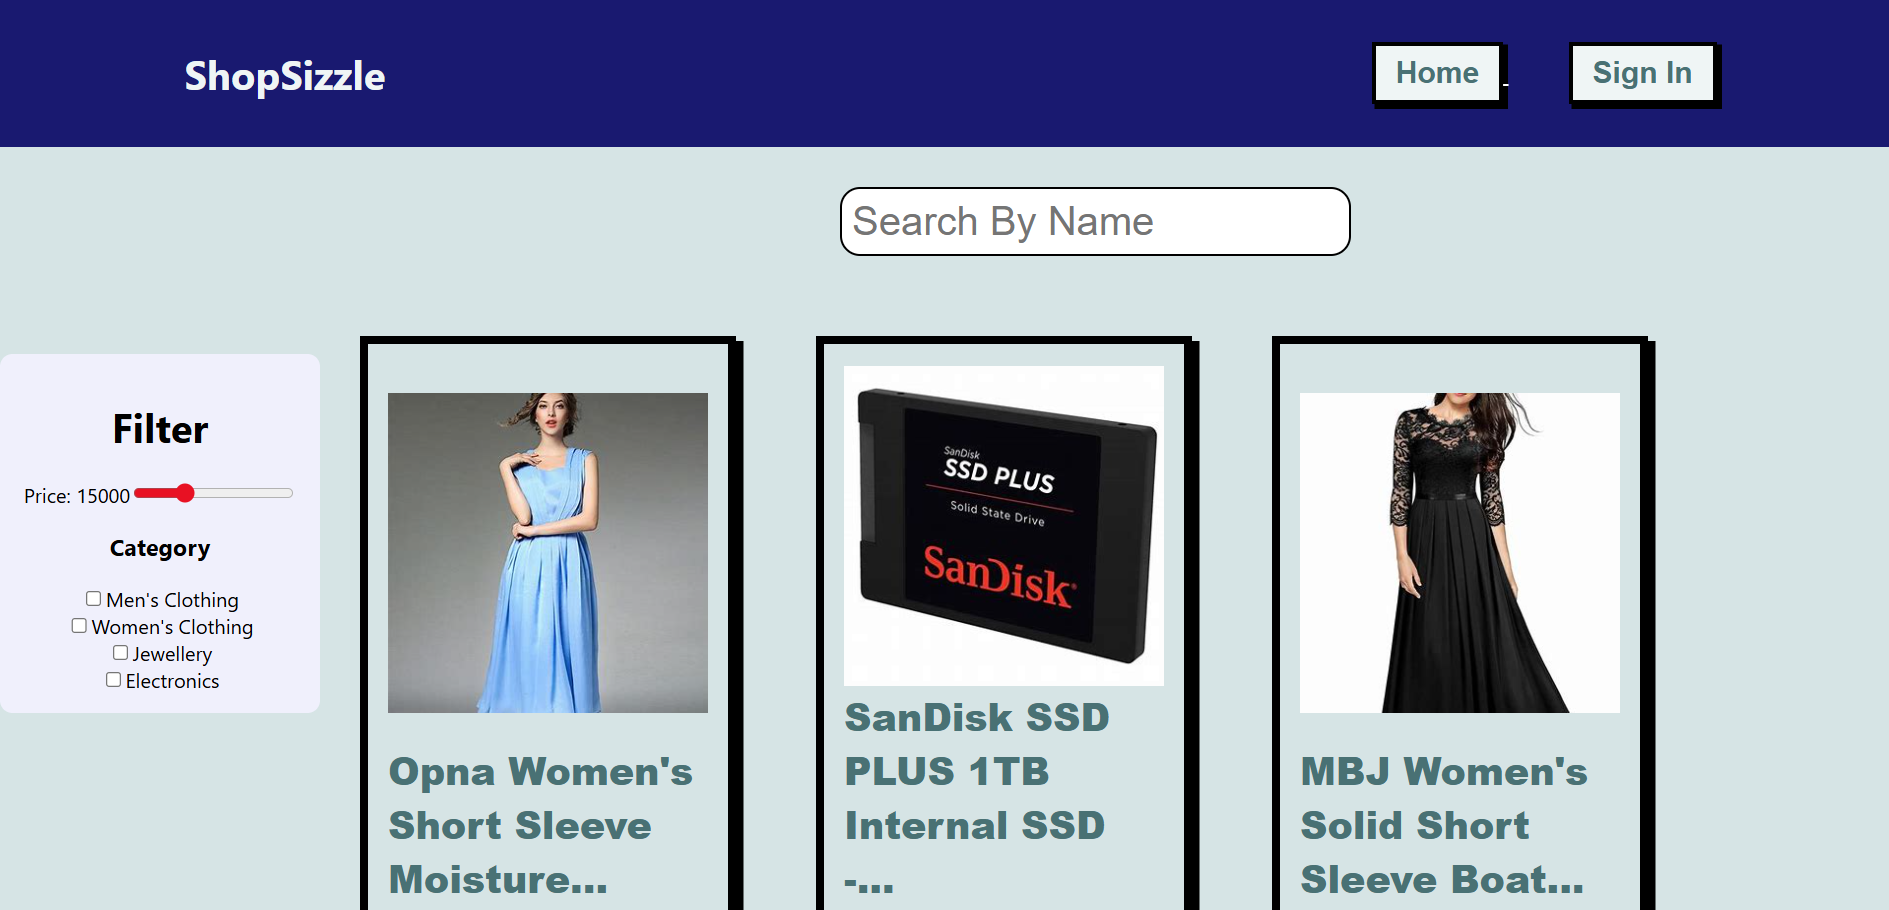 ShopSizzle
Home
Sign In
Search By Name
Filter
Price: 15000
Category
Men's Clothing
Women's Clothing
Jewellery
Electronics
Opna Women's
Short Sleeve
Moisture...
SanDisk
SSD PLUS
Solid State Drive
SanDisk
SanDisk SSD
PLUS 1TB
Internal SSD
-...
MBJ Women's
Solid Short
Sleeve Boat...